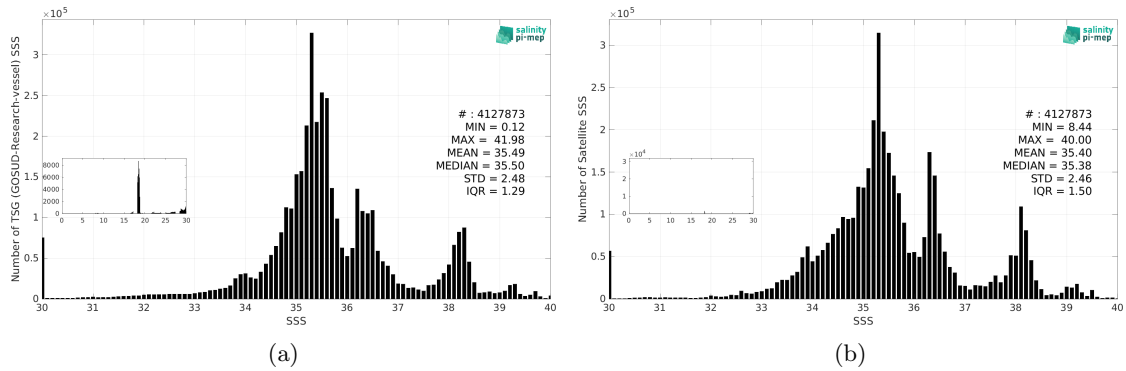 ×10^5
salinity
pi-mep
Number of TSG (GOSUD-Research-vessel) SSS
3
2.5
2
1.5
1
0.5
0
# : 4127873
MIN = 0.12
MAX = 41.98
MEAN = 35.49
MEDIAN = 35.50
STD = 2.48
IQR = 1.29
8000
6000
4000
2000
0
0 5 10 15 20 25 30
30 31 32 33 34 35 36 37 38 39 40
SSS
(a)
×10^5
salinity
pi-mep
Number of Satellite SSS
3
2.5
2
1.5
1
0.5
0
# : 4127873
MIN = 8.44
MAX = 40.00
MEAN = 35.40
MEDIAN = 35.38
STD = 2.46
IQR = 1.50
×10^4
3
2
1
0
5 10 15 20 25 30
30 31 32 33 34 35 36 37 38 39 40
SSS
(b)